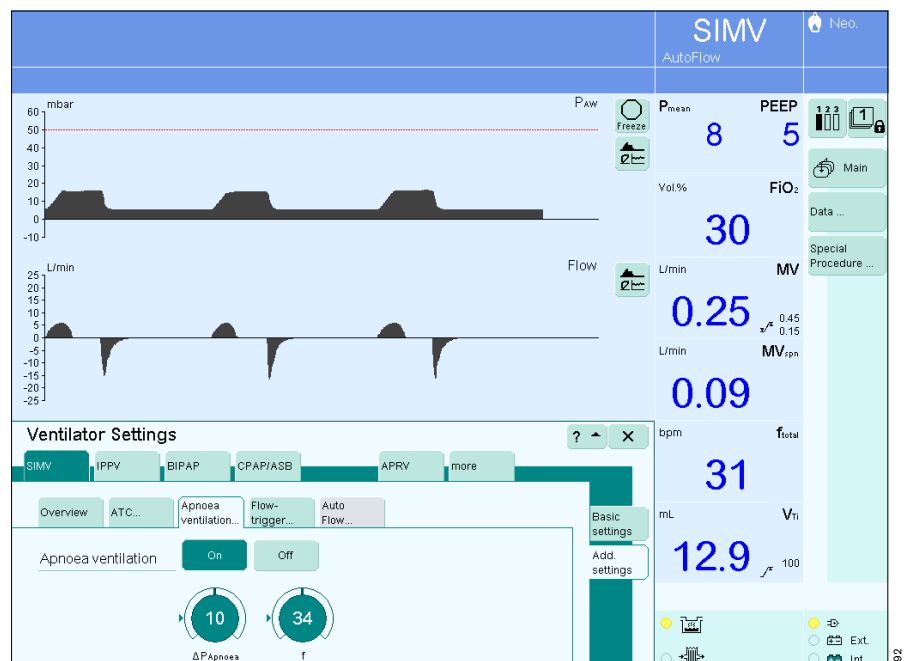 SIMV
AutoFlow
Neo.
mbar
PAW
60
50
40
30
20
10
0
-10
Freeze
Pmean
PEEP
8
5
1 2 3
1
Main
Data ...
Special
Procedure ...
Vol.%
FiO2
30
L/min
Flow
25
20
15
10
5
0
-5
-10
-15
-20
-25
L/min
MV
0.25
0.45
0.15
L/min
MVspn
0.09
Ventilator Settings
?
SIMV
IPPV
BIPAP
CPAP/ASB
APRV
more
bpm
ftotal
31
Overview
ATC...
Apnoea
ventilation...
Flow-
trigger...
Auto
Flow...
Basic
settings
Add.
settings
mL
VTi
12.9
100
Apnoea ventilation
On
Off
10
34
ΔPApnoea
f
Ext.
Int.
92